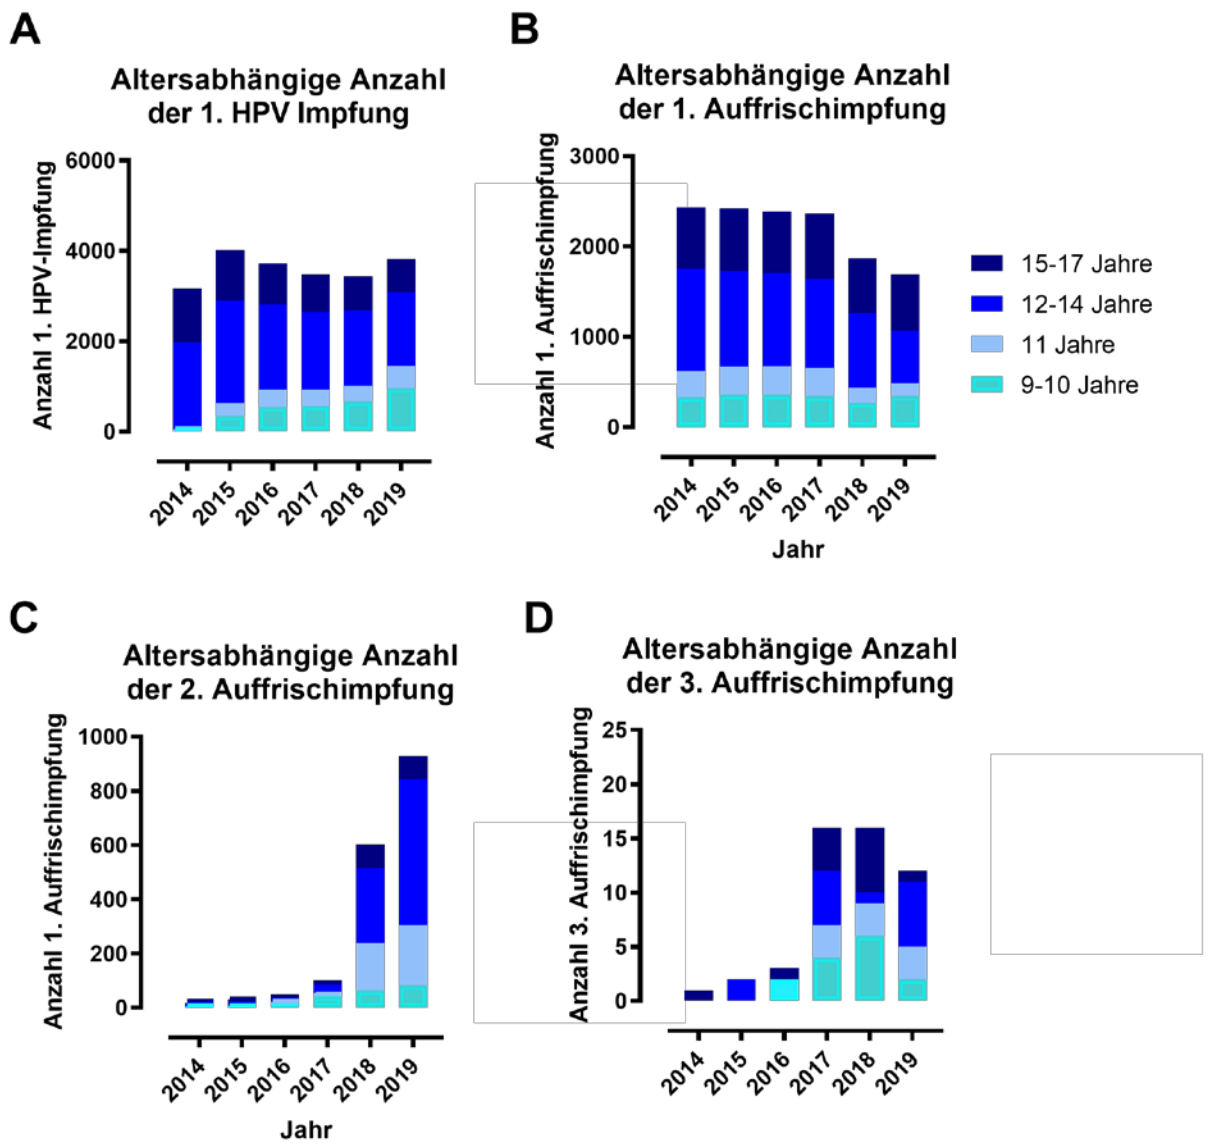 A
Altersabhängige Anzahl
der 1. HPV Impfung
Anzahl 1. HPV-Impfung
6000
4000
2000
0
2014
2015
2016
2017
2018
2019
B
Altersabhängige Anzahl
der 1. Auffrischimpfung
Anzahl 1. Auffrischimpfung
3000
2000
1000
0
2014
2015
2016
2017
2018
2019
Jahr
15-17 Jahre
12-14 Jahre
11 Jahre
9-10 Jahre
C
Altersabhängige Anzahl
der 2. Auffrischimpfung
Anzahl 1. Auffrischimpfung
1000
800
600
400
200
0
2014
2015
2016
2017
2018
2019
Jahr
D
Altersabhängige Anzahl
der 3. Auffrischimpfung
Anzahl 3. Auffrischimpfung
25
20
15
10
5
0
2014
2015
2016
2017
2018
2019